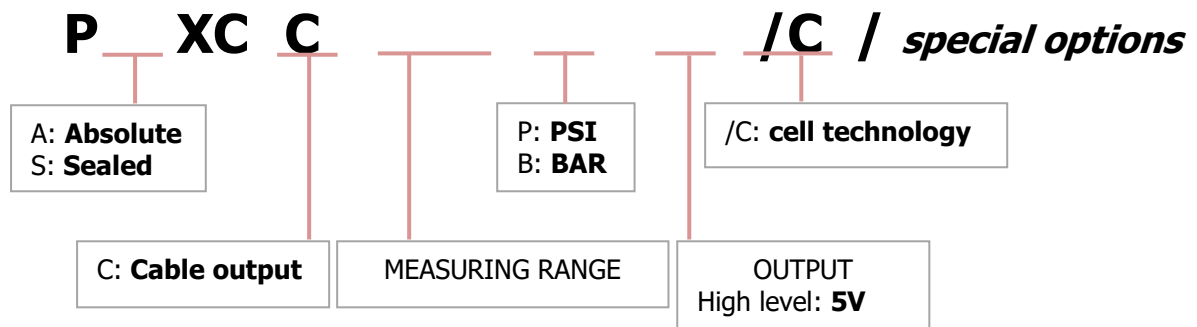 P XC C /C / special options
A: Absolute
S: Sealed
P: PSI
B: BAR
/C: cell technology
C: Cable output
MEASURING RANGE
OUTPUT
High level: 5V